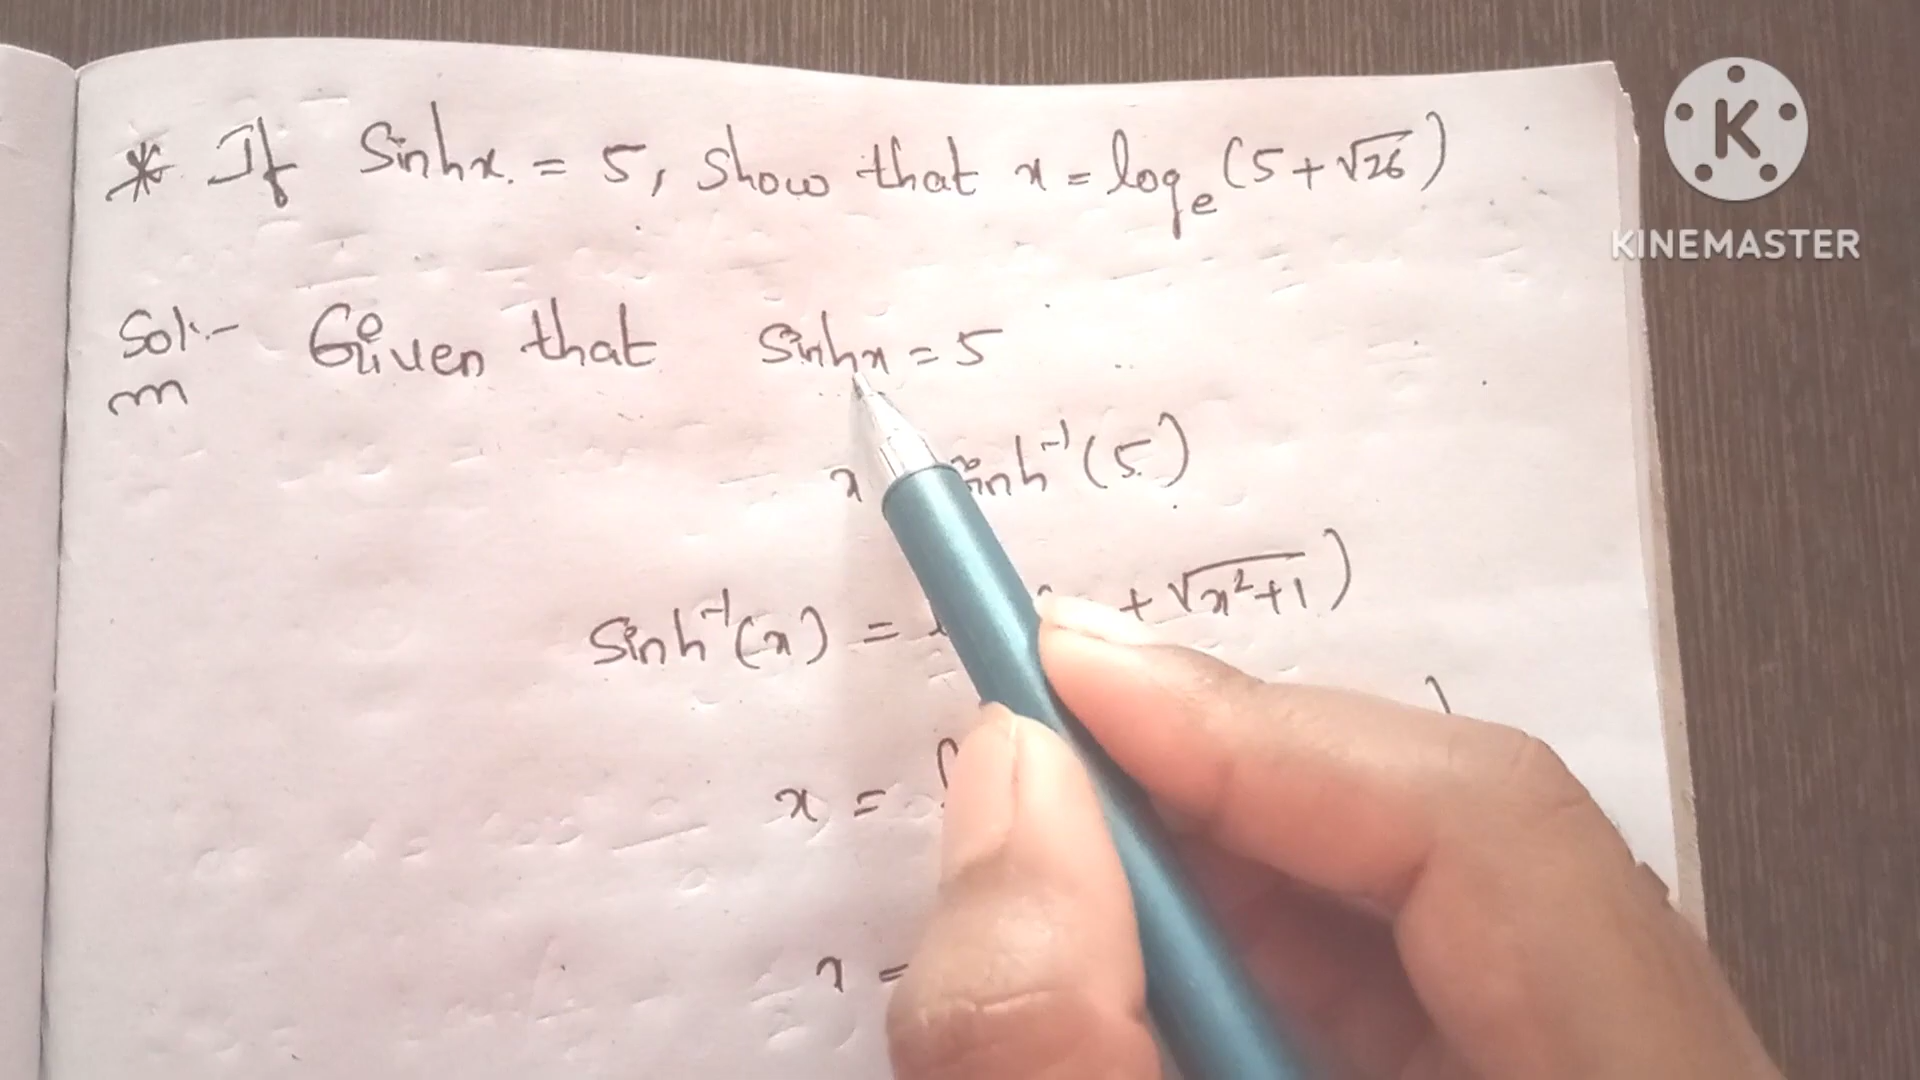 * If Sinhx = 5, show that x = logₑ(5+√26)
K
KINEMASTER
Sol:- Given that Sinhx = 5
x inh⁻¹(5)
Sinh⁻¹(x) = + √x²+1)
x =
x =